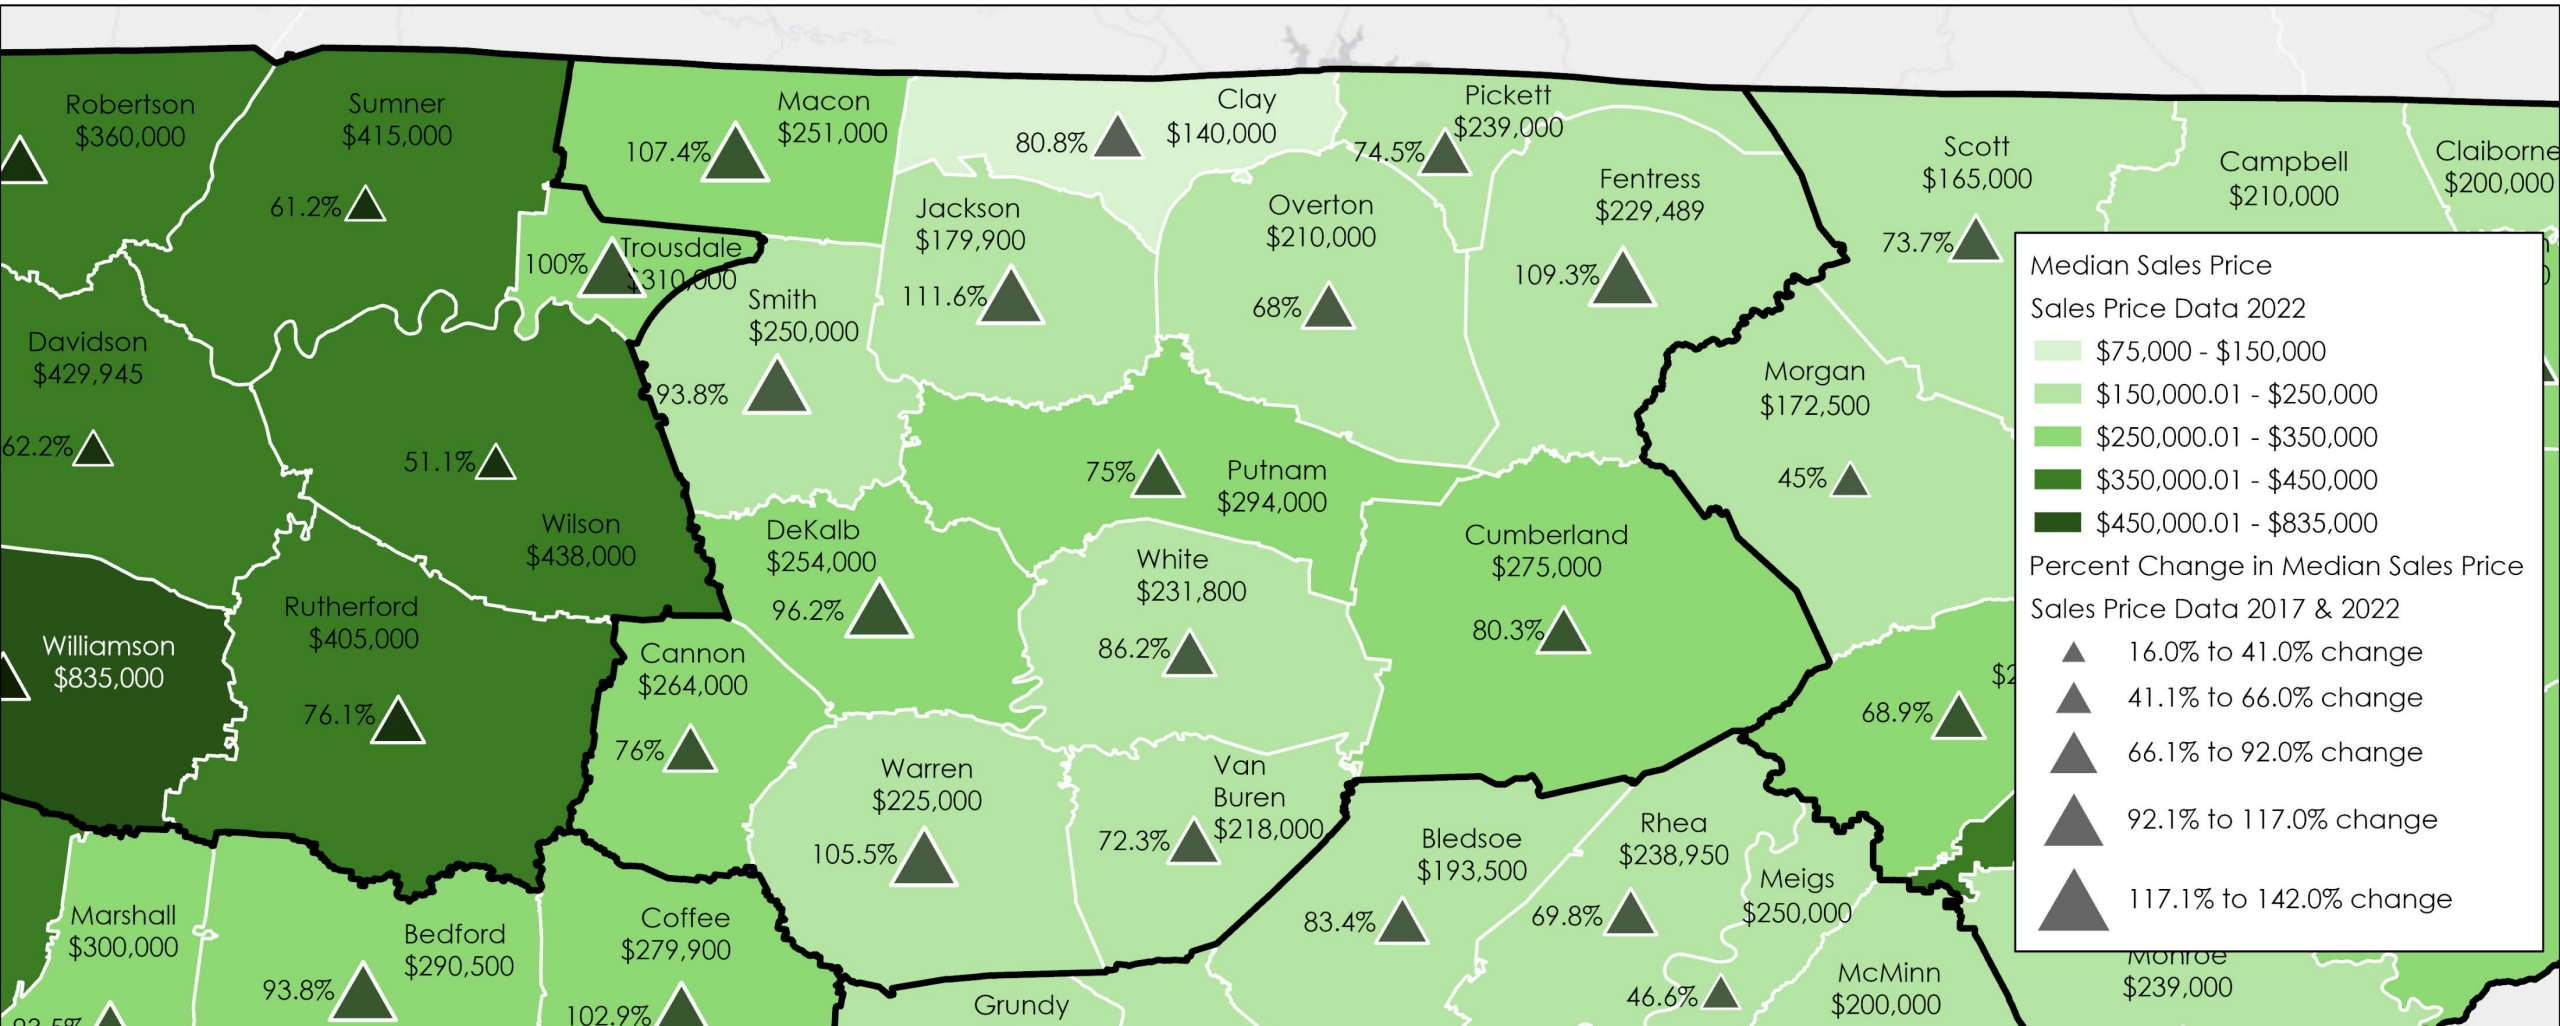 Robertson
$360,000
Sumner
$415,000
61.2%
Macon
$251,000
107.4%
Clay
$140,000
80.8%
Pickett
$239,000
74.5%
Scott
$165,000
73.7%
Campbell
$210,000
Claiborne
$200,000
Trousdale
$310,000
100%
Jackson
$179,900
111.6%
Overton
$210,000
68%
Fentress
$229,489
109.3%
Smith
$250,000
93.8%
Davidson
$429,945
62.2%
51.1%
Wilson
$438,000
Morgan
$172,500
45%
75%
Putnam
$294,000
DeKalb
$254,000
96.2%
White
$231,800
86.2%
Cumberland
$275,000
80.3%
Williamson
$835,000
Rutherford
$405,000
76.1%
Cannon
$264,000
76%
68.9%
Warren
$225,000
105.5%
Van
Buren
$218,000
72.3%
Bledsoe
$193,500
83.4%
Rhea
$238,950
69.8%
Meigs
$250,000
46.6%
Marshall
$300,000
Bedford
$290,500
93.8%
Coffee
$279,900
102.9%
Grundy
McMinn
$200,000
Monroe
$239,000
Median Sales Price
Sales Price Data 2022
$75,000 - $150,000
$150,000.01 - $250,000
$250,000.01 - $350,000
$350,000.01 - $450,000
$450,000.01 - $835,000
Percent Change in Median Sales Price
Sales Price Data 2017 & 2022
16.0% to 41.0% change
41.1% to 66.0% change
66.1% to 92.0% change
92.1% to 117.0% change
117.1% to 142.0% change